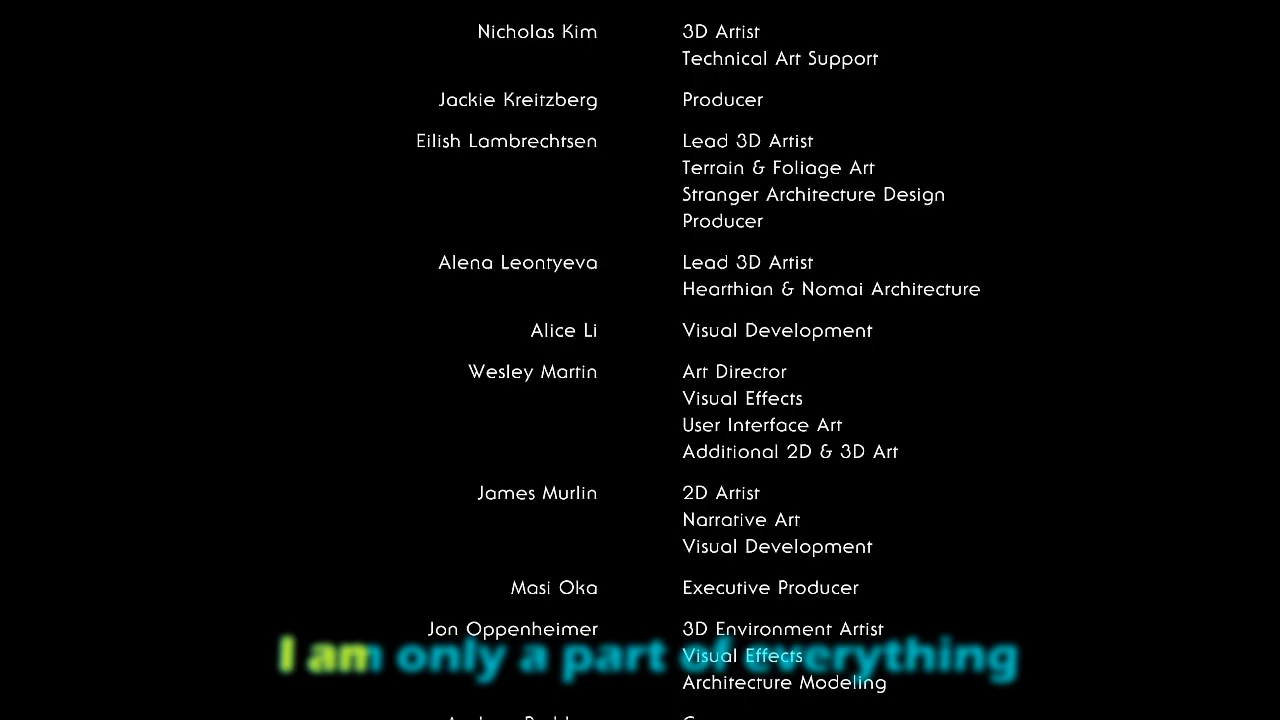 Nicholas Kim 3D Artist
Technical Art Support
Jackie Kreitzberg Producer
Eilish Lambrechtsen Lead 3D Artist
Terrain & Foliage Art
Stranger Architecture Design
Producer
Alena Leontyeva Lead 3D Artist
Hearthian & Nomai Architecture
Alice Li Visual Development
Wesley Martin Art Director
Visual Effects
User Interface Art
Additional 2D & 3D Art
James Murlin 2D Artist
Narrative Art
Visual Development
Masi Oka Executive Producer
Jon Oppenheimer 3D Environment Artist
Visual Effects
Architecture Modeling
I am only a part of everything